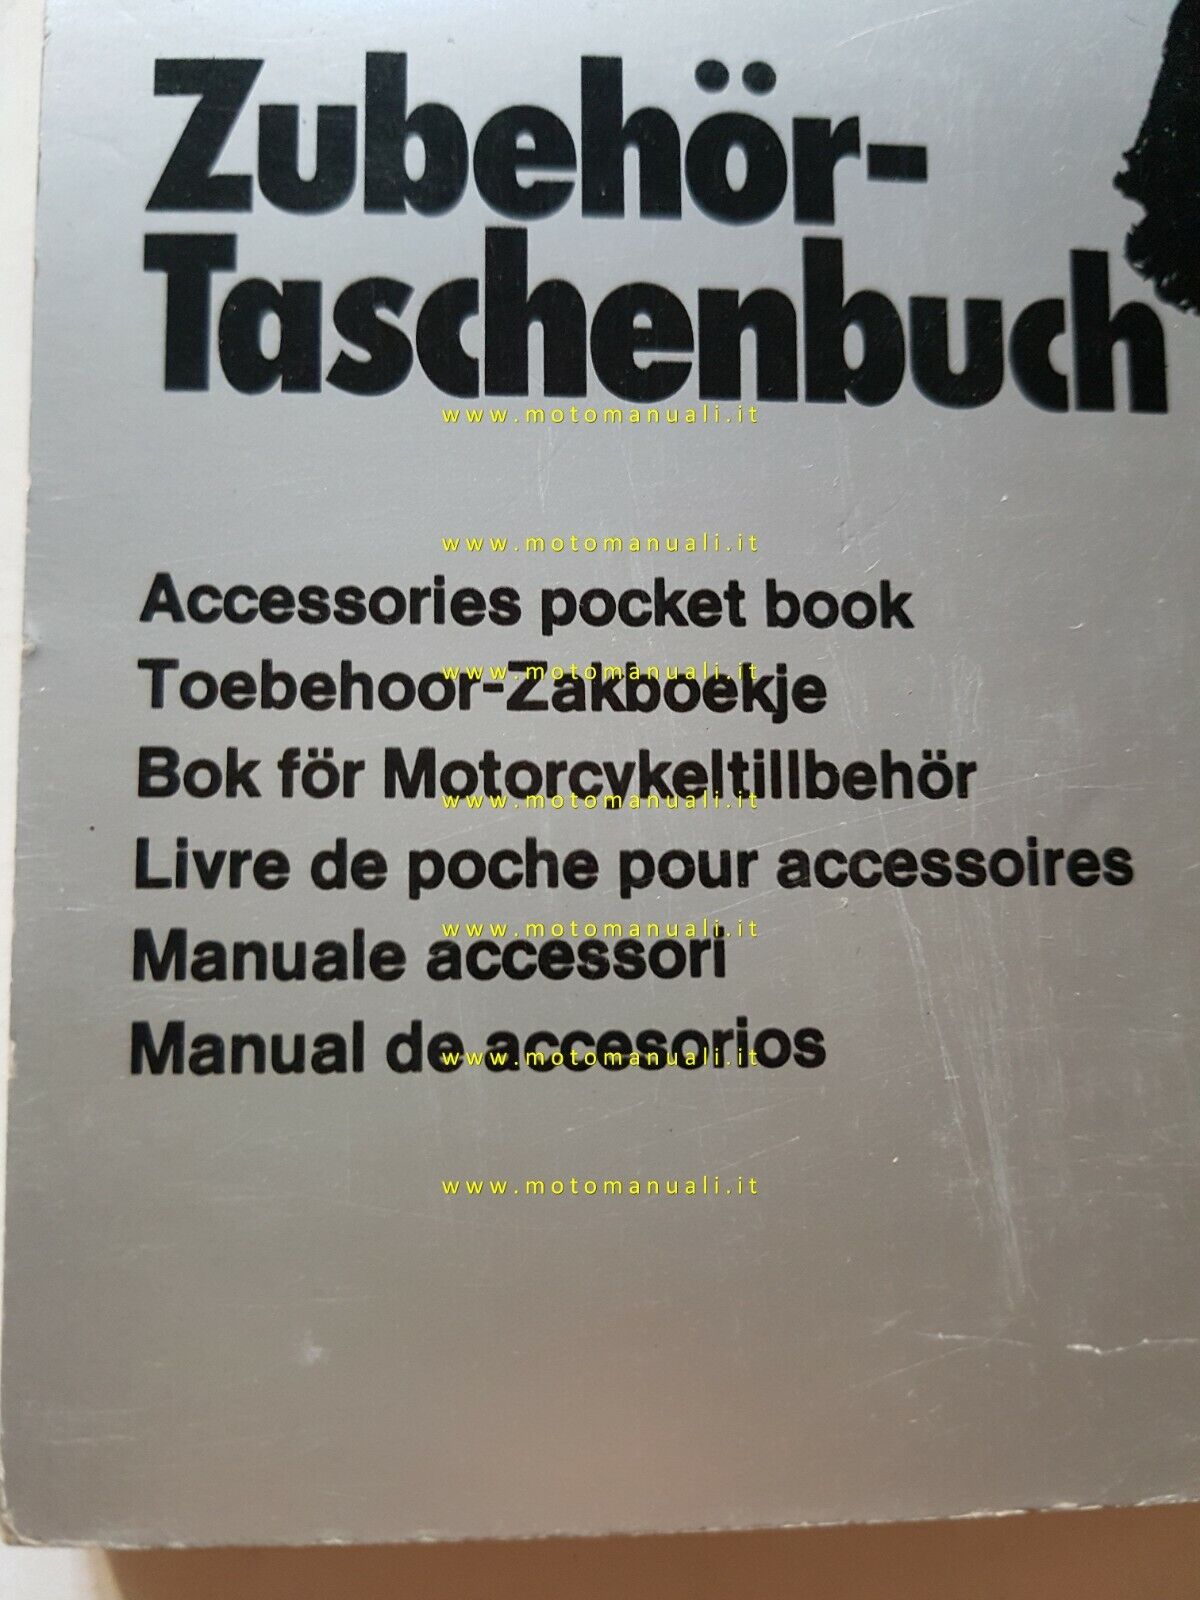 Zubehör-
Taschenbuch
www.motomanuali.it
www.motomanuali.it
Accessories pocket book
www.motomanuali.it
Toebehoor-Zakboekje
Bok för Motorcykeltillbehör
www.motomanuali.it
Livre de poche pour accessoires
www.motomanuali.it
Manuale accessori
Manual de accesorios
www.motomanuali.it
www.motomanuali.it